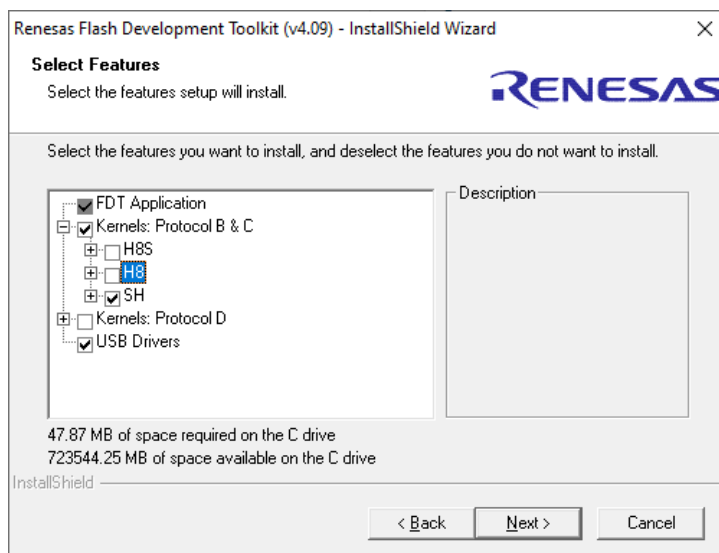 Renesas Flash Development Toolkit (v4.09) - InstallShield Wizard
Select Features
Select the features setup will install.
RENESAS
Select the features you want to install, and deselect the features you do not want to install.
FDT Application
Kernels: Protocol B & C
H8S
H8
SH
Kernels: Protocol D
USB Drivers
Description
47.87 MB of space required on the C drive
723544.25 MB of space available on the C drive
InstallShield
< Back
Next >
Cancel